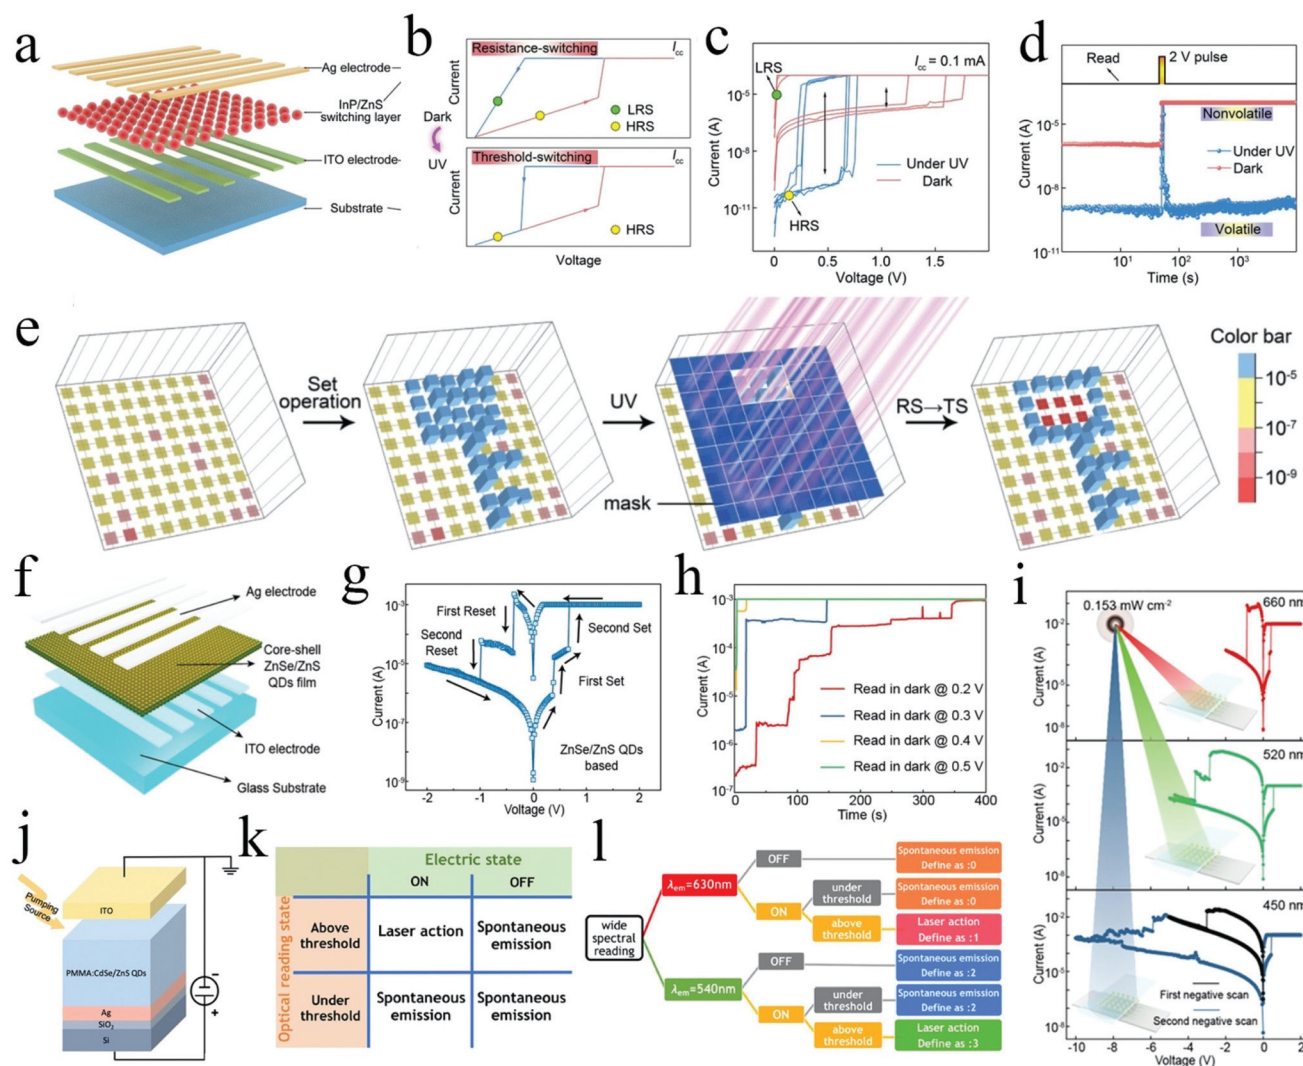 a
Ag electrode
InP/ZnS
switching layer
ITO electrode
Substrate
b
Resistance-switching
Icc
Current
LRS
HRS
Dark
UV
Threshold-switching
Icc
Current
HRS
Voltage
c
Icc = 0.1 mA
LRS
Current (A)
10-5
10-8
10-11
Under UV
Dark
HRS
0 0.5 1.0 1.5
Voltage (V)
d
Read
2 V pulse
Nonvolatile
Current (A)
10-5
10-8
10-11
Under UV
Dark
Volatile
101 102 103
Time (s)
e
Set
operation
UV
mask
RS→TS
Color bar
10-5
10-7
10-9
f
Ag electrode
Core-shell
ZnSe/ZnS
QDs film
ITO electrode
Glass Substrate
g
Current (A)
10-3
10-5
10-7
10-9
First Reset
Second
Reset
Second Set
First Set
ZnSe/ZnS QDs
based
-2 -1 0 1 2
Voltage (V)
h
Current (A)
10-3
10-4
10-5
10-6
10-7
Read in dark @ 0.2 V
Read in dark @ 0.3 V
Read in dark @ 0.4 V
Read in dark @ 0.5 V
0 100 200 300 400
Time (s)
i
0.153 mW cm-2
660 nm
Current (A)
10-2
10-5
10-8
520 nm
Current (A)
10-2
10-5
10-8
450 nm
Current (A)
10-2
10-5
10-8
First negative scan
Second negative scan
-10 -8 -6 -4 -2 0 2
Voltage (V)
j
Pumping
Source
ITO
PMMA:CdSe/ZnS QDs
Ag
SiO2
Si
−
+
k
Electric state
ON OFF
Optical reading state
Above
threshold
Laser action
Spontaneous
emission
Under
threshold
Spontaneous
emission
Spontaneous
emission
l
wide
spectral
reading
λem=630nm
OFF
Spontaneous emission
Define as :0
ON
under
threshold
Spontaneous emission
Define as :0
above
threshold
Laser action
Define as :1
λem=540nm
OFF
Spontaneous emission
Define as :2
ON
under
threshold
Spontaneous emission
Define as :2
above
threshold
Laser action
Define as :3